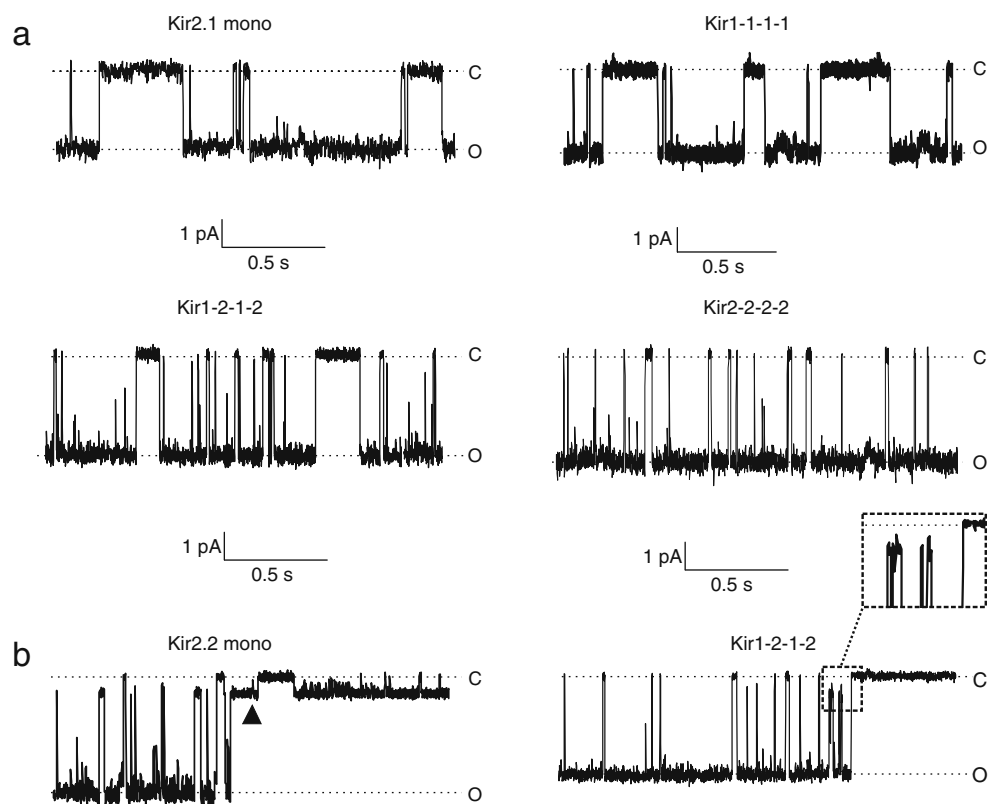 a
Kir2.1 mono
Kir1-1-1-1
C
O
C
O
1 pA
0.5 s
1 pA
0.5 s
Kir1-2-1-2
Kir2-2-2-2
C
O
C
O
1 pA
0.5 s
1 pA
0.5 s
b
Kir2.2 mono
Kir1-2-1-2
C
O
C
O